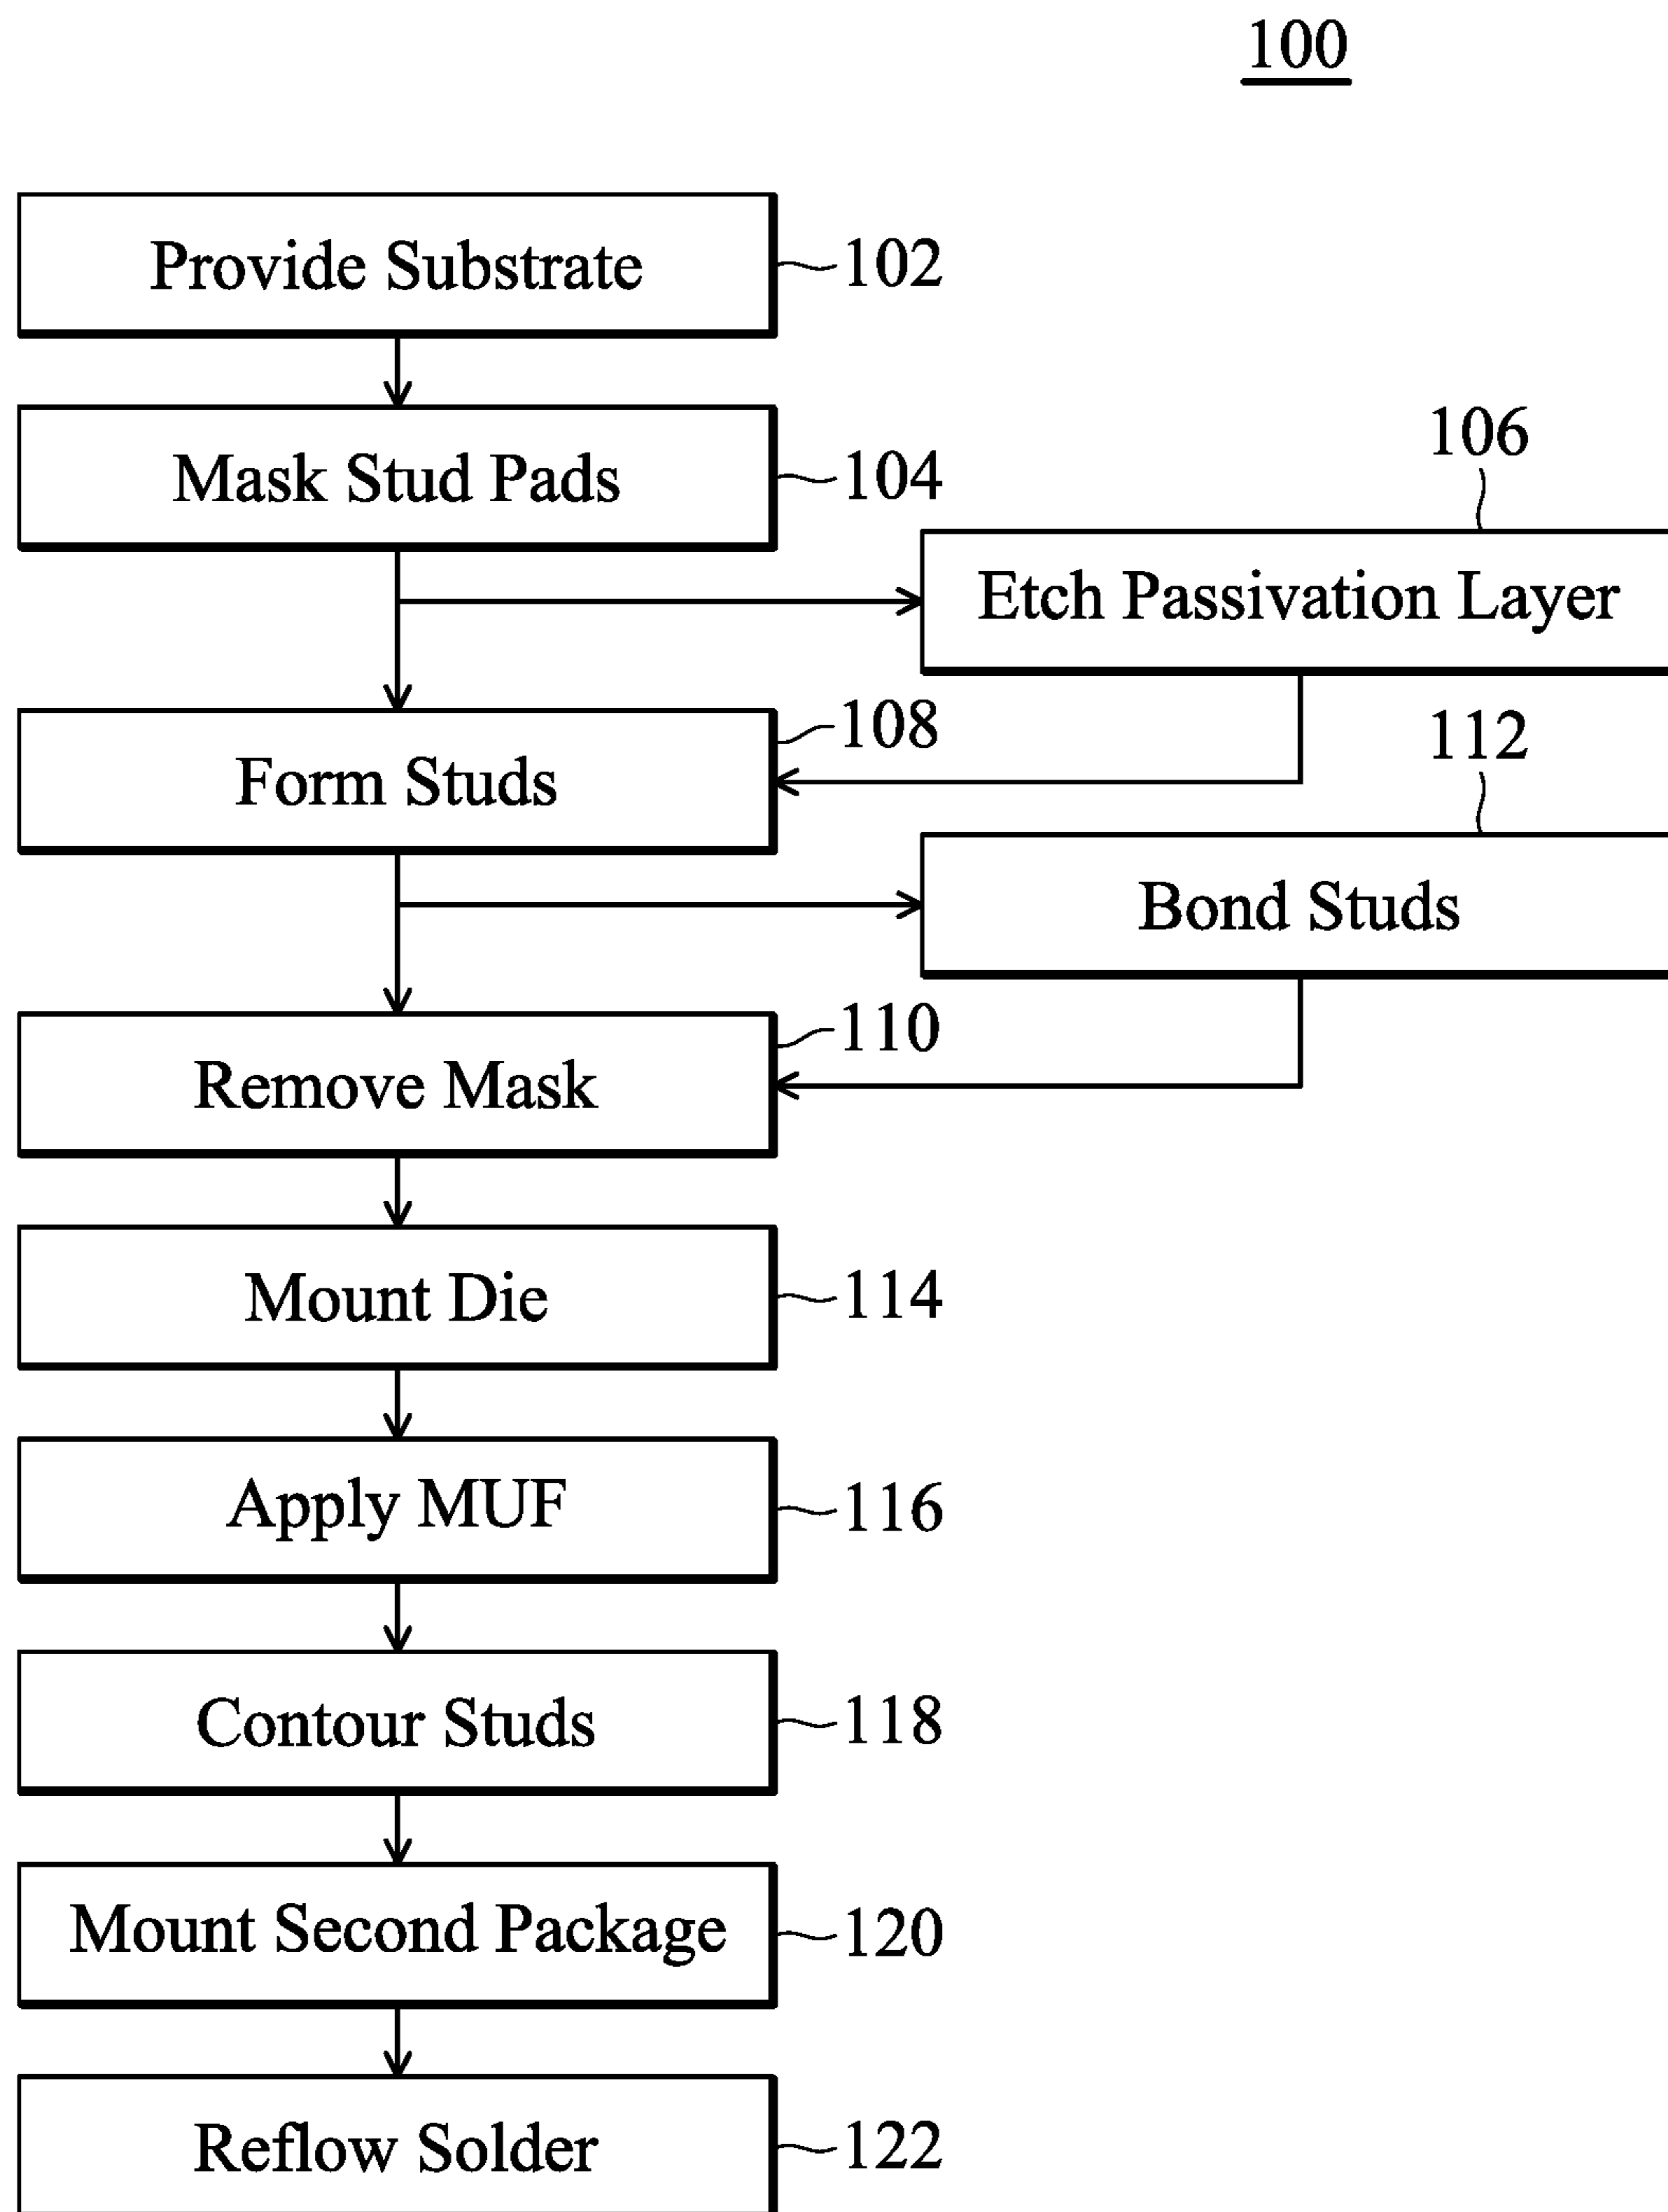 100
Provide Substrate
102
Mask Stud Pads
104
106
Etch Passivation Layer
108
Form Studs
112
Bond Studs
110
Remove Mask
Mount Die
114
Apply MUF
116
Contour Studs
118
Mount Second Package
120
Reflow Solder
122